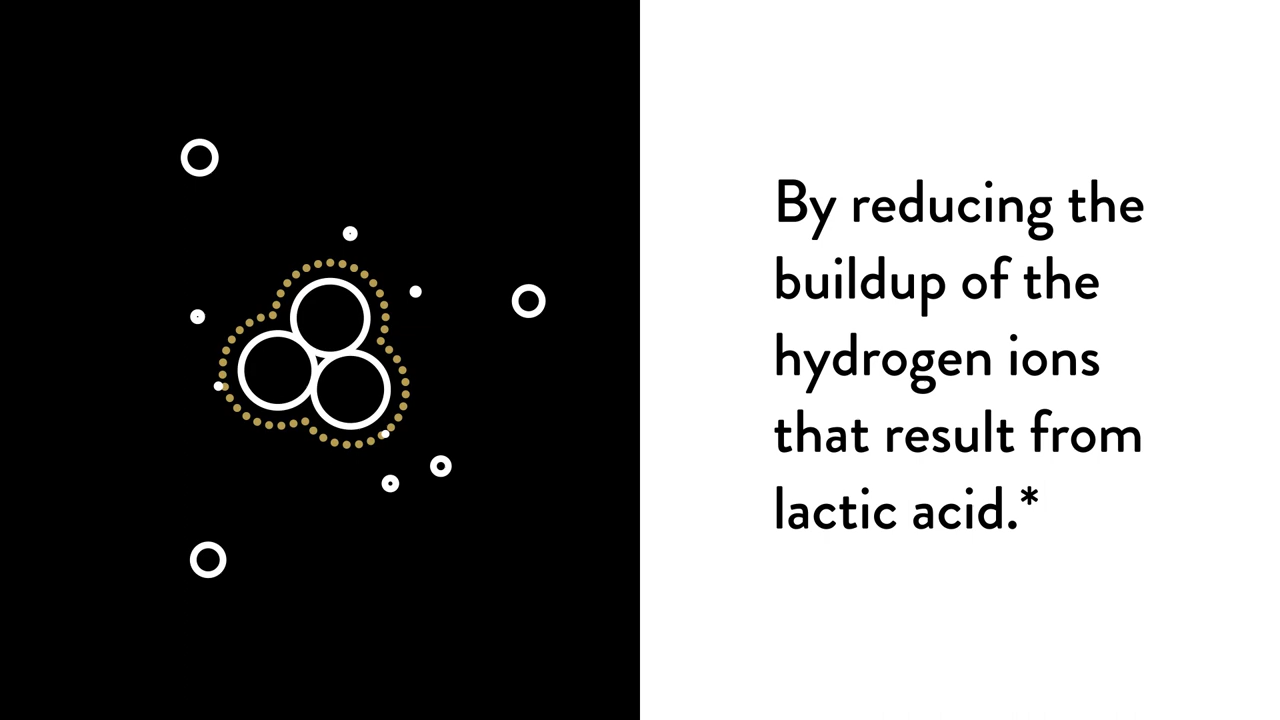 By reducing the
buildup of the
hydrogen ions
that result from
lactic acid.*